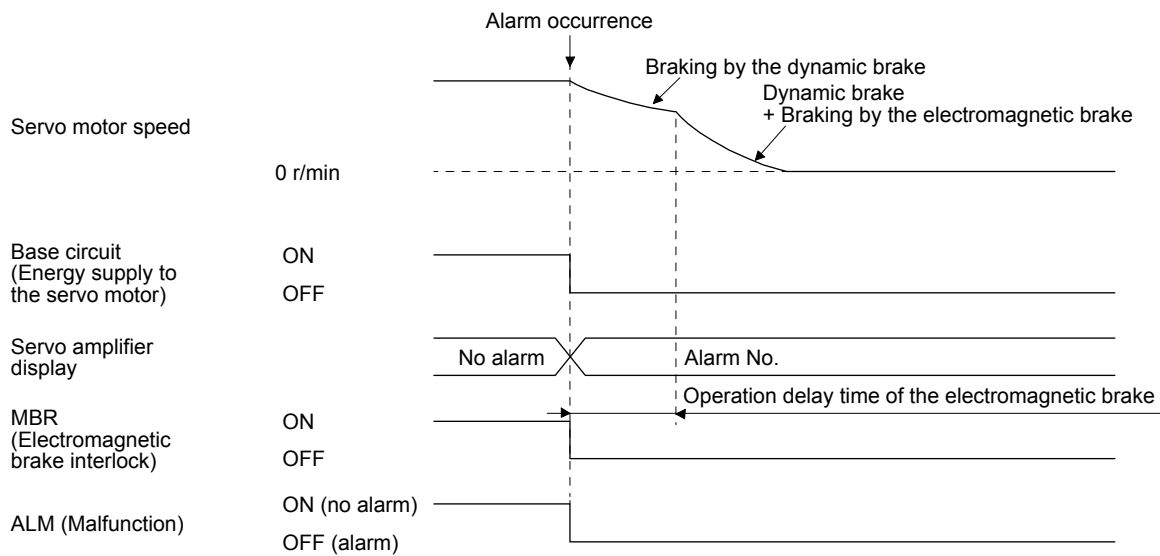 Alarm occurrence
Braking by the dynamic brake
Dynamic brake
+ Braking by the electromagnetic brake
Servo motor speed
0 r/min
Base circuit
(Energy supply to
the servo motor)
ON
OFF
Servo amplifier
display
No alarm
Alarm No.
Operation delay time of the electromagnetic brake
MBR
(Electromagnetic
brake interlock)
ON
OFF
ALM (Malfunction)
ON (no alarm)
OFF (alarm)